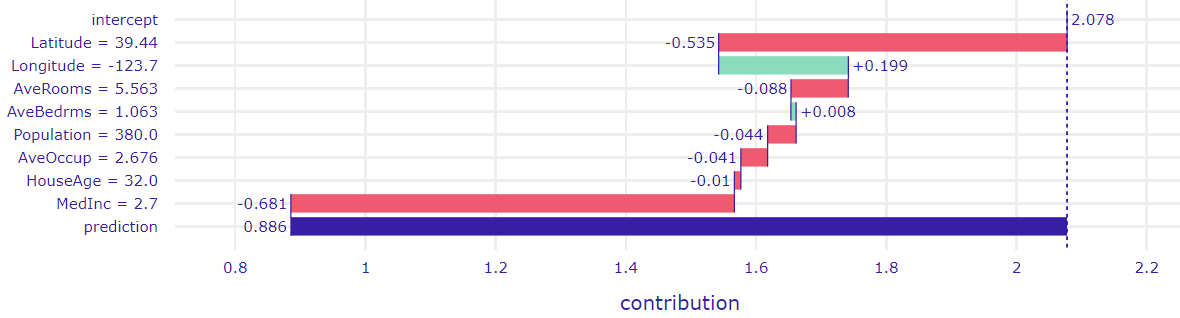 intercept 2.078
Latitude = 39.44 -0.535
Longitude = -123.7 +0.199
AveRooms = 5.563 -0.088
AveBedrms = 1.063 +0.008
Population = 380.0 -0.044
AveOccup = 2.676 -0.041
HouseAge = 32.0 -0.01
MedInc = 2.7 -0.681
prediction 0.886
0.8 1 1.2 1.4 1.6 1.8 2 2.2
contribution